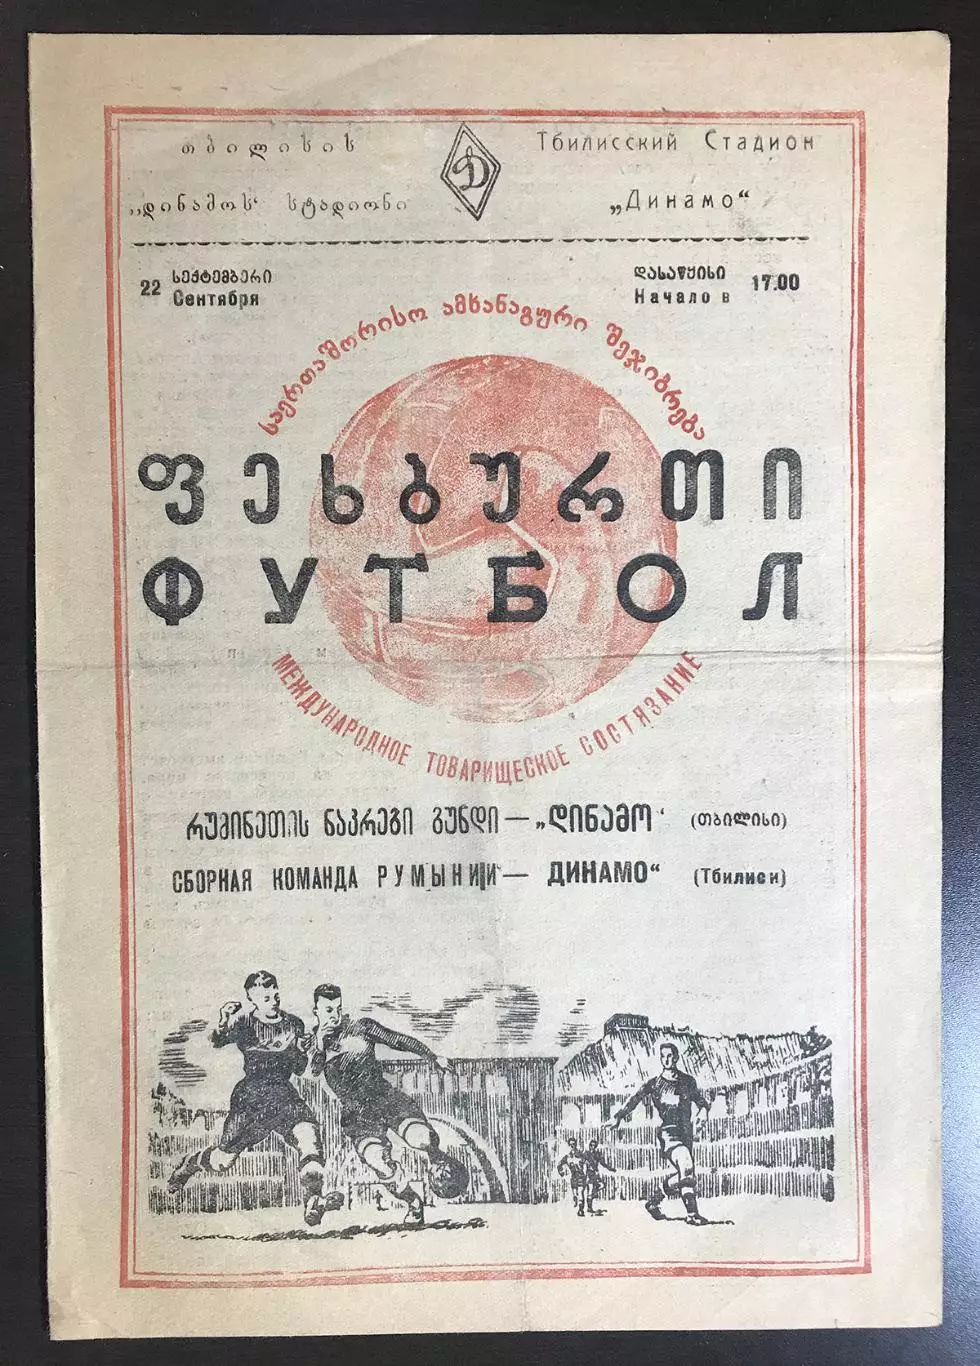 თბილისის
„დინამოს“ სტადიონი
Д
Тбилисский Стадион
„Динамо“
22 სექტემბერი
Сентября
დასაწყისი
Начало в 17.00
საერთაშორისო ამხანაგური შეჯიბრება
ფეხბურთი
ФУТБОЛ
МЕЖДУНАРОДНОЕ ТОВАРИЩЕСКОЕ СОСТЯЗАНИЕ
რუმინეთის ნაკრები გუნდი — „დინამო“ (თბილისი)
СБОРНАЯ КОМАНДА РУМЫНИИ — ДИНАМО“ (Тбилиси)